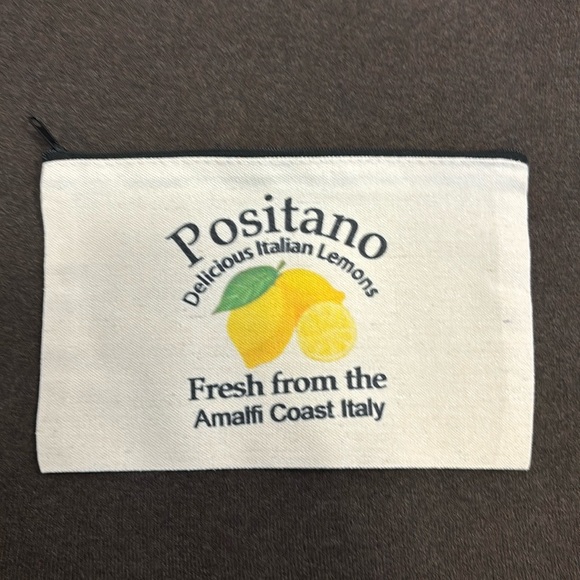 Positano
Delicious Italian Lemons
Fresh from the
Amalfi Coast Italy